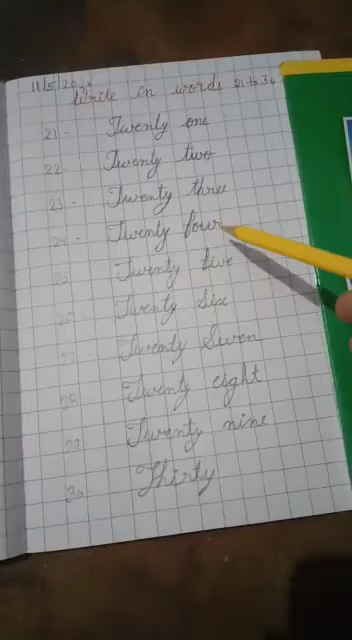 11/5/20
Write in words 21 to 30
21 - Twenty one
22 Twenty two
23 - Twenty three
24 - Twenty four
25 Twenty five
26 Twenty six
27 Twenty Seven
28 Twenty eight
29 Twenty nine
30 Thirty